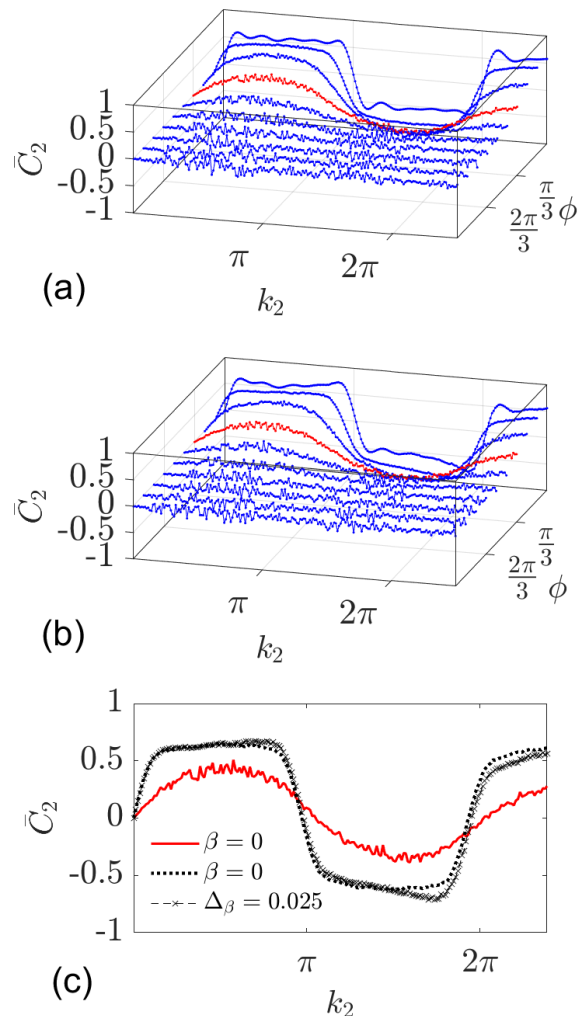 1
0.5
0
-0.5
-1
C̄₂
π
2π
k₂
2π/3
π/3
ϕ
(a)
1
0.5
0
-0.5
-1
C̄₂
π
2π
k₂
2π/3
π/3
ϕ
(b)
1
0.5
0
-0.5
-1
C̄₂
β = 0
β = 0
Δβ = 0.025
π
2π
k₂
(c)